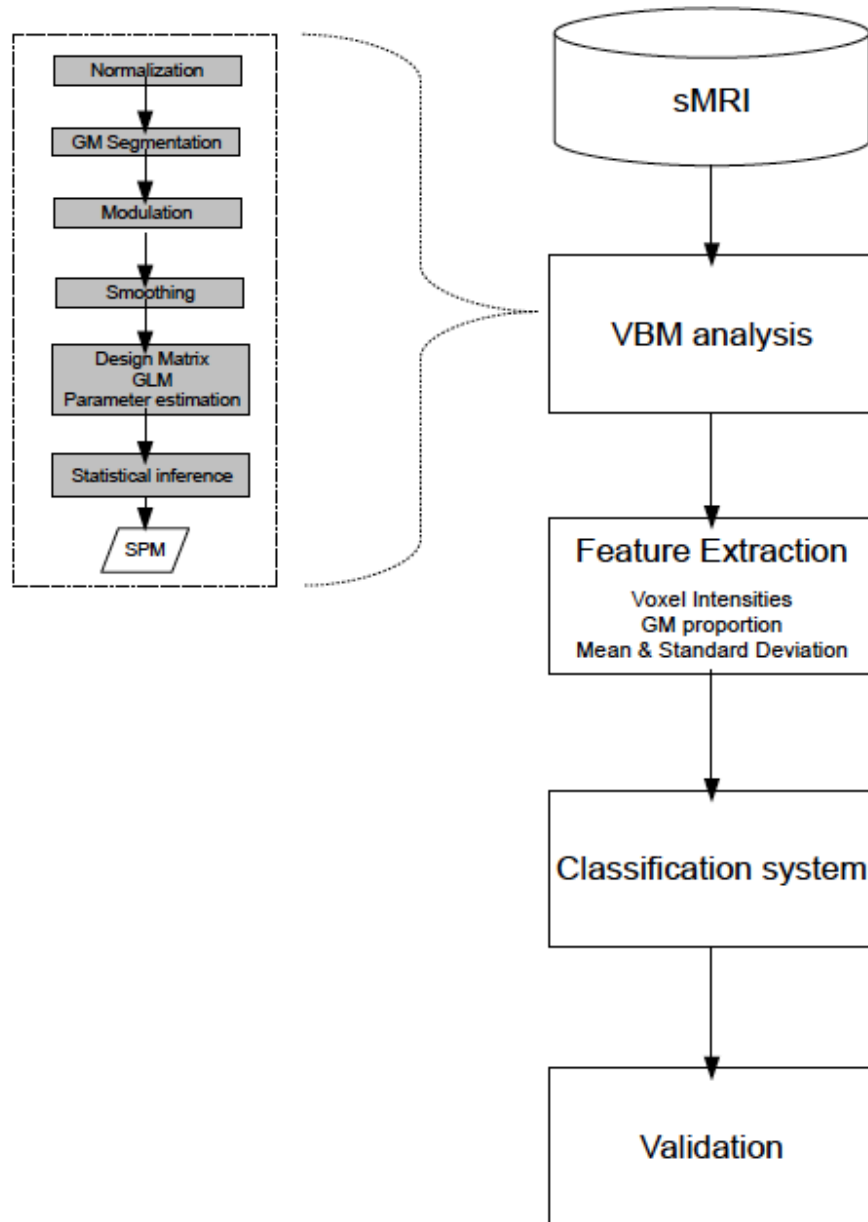 Normalization
GM Segmentation
Modulation
Smoothing
Design Matrix
GLM
Parameter estimation
Statistical inference
SPM
sMRI
VBM analysis
Feature Extraction
Voxel Intensities
GM proportion
Mean & Standard Deviation
Classification system
Validation